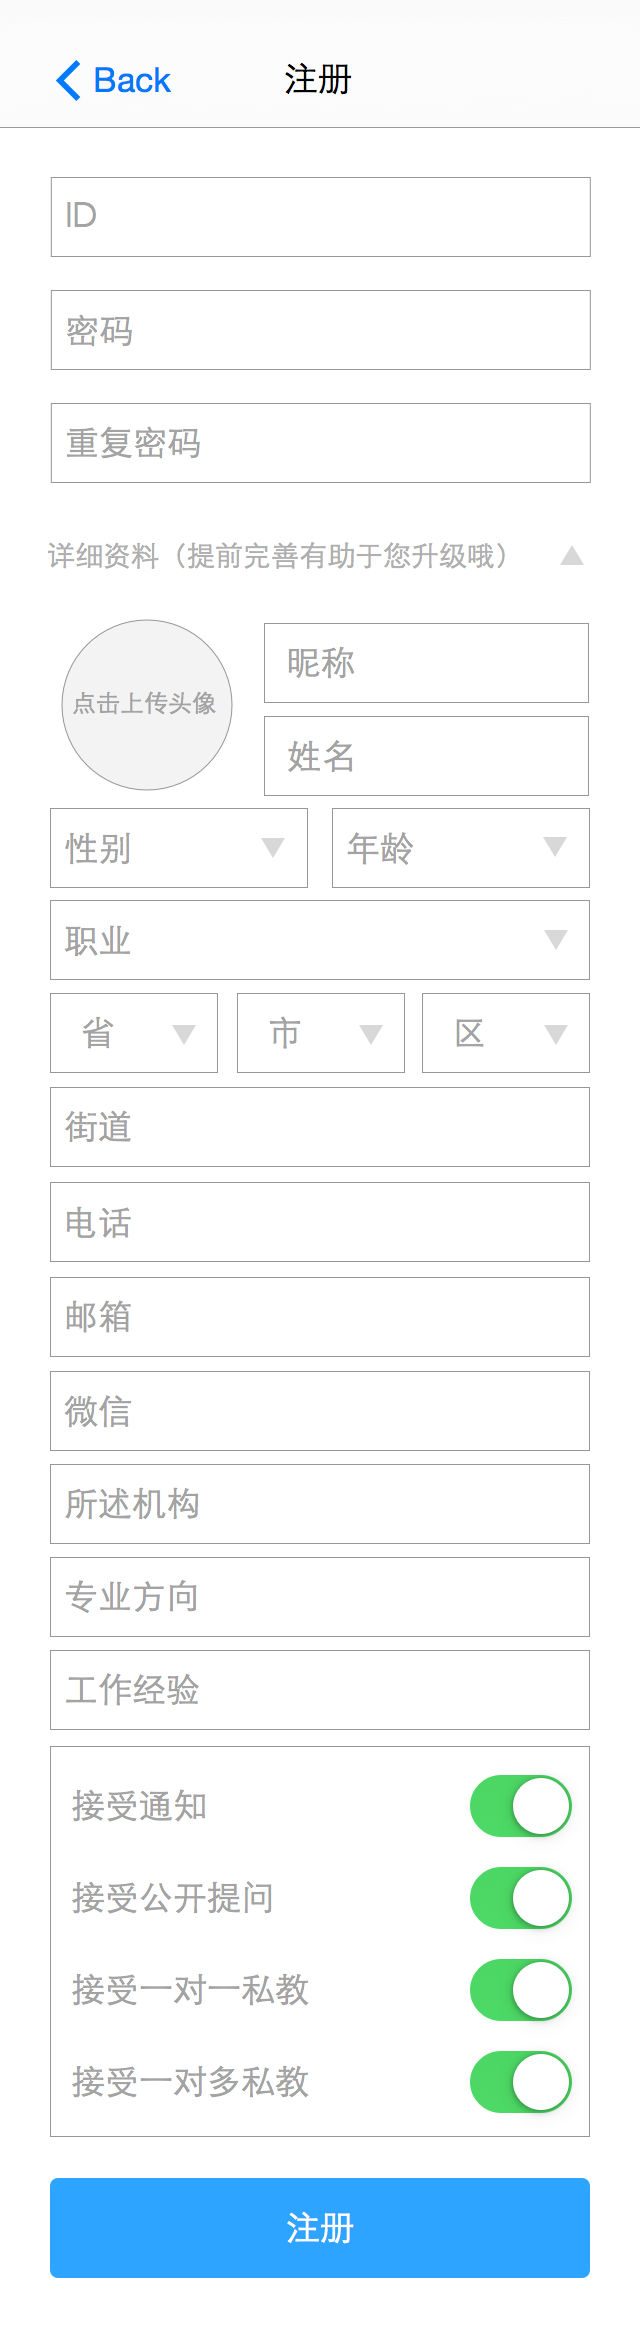 Back 注册
ID
密码
重复密码
详细资料（提前完善有助于您升级哦）
点击上传头像
昵称
姓名
性别 年龄
职业
省 市 区
街道
电话
邮箱
微信
所述机构
专业方向
工作经验
接受通知
接受公开提问
接受一对一私教
接受一对多私教
注册